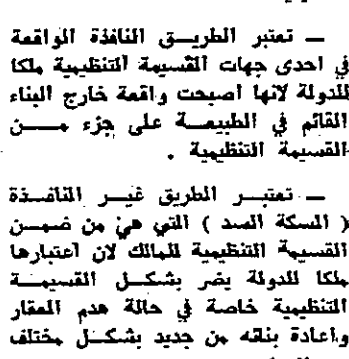 — تعتبر الطريق النافذة الواقعة
في احدى جهات القسيمة التنظيمية ملكا
للدولة لانها اصبحت واقعة خارج البناء
القائم في الطبيعة على جزء من
القسيمة التنظيمية .
— تعتبر الطريق غير النافذة
( السكة السد ) التي هي من ضمن
القسيمة التنظيمية للمالك لان اعتبارها
ملكا للدولة يضر بشكل القسيمة
التنظيمية خاصة في حالة هدم العقار
واعادة بنائه من جديد بشكل مختلف